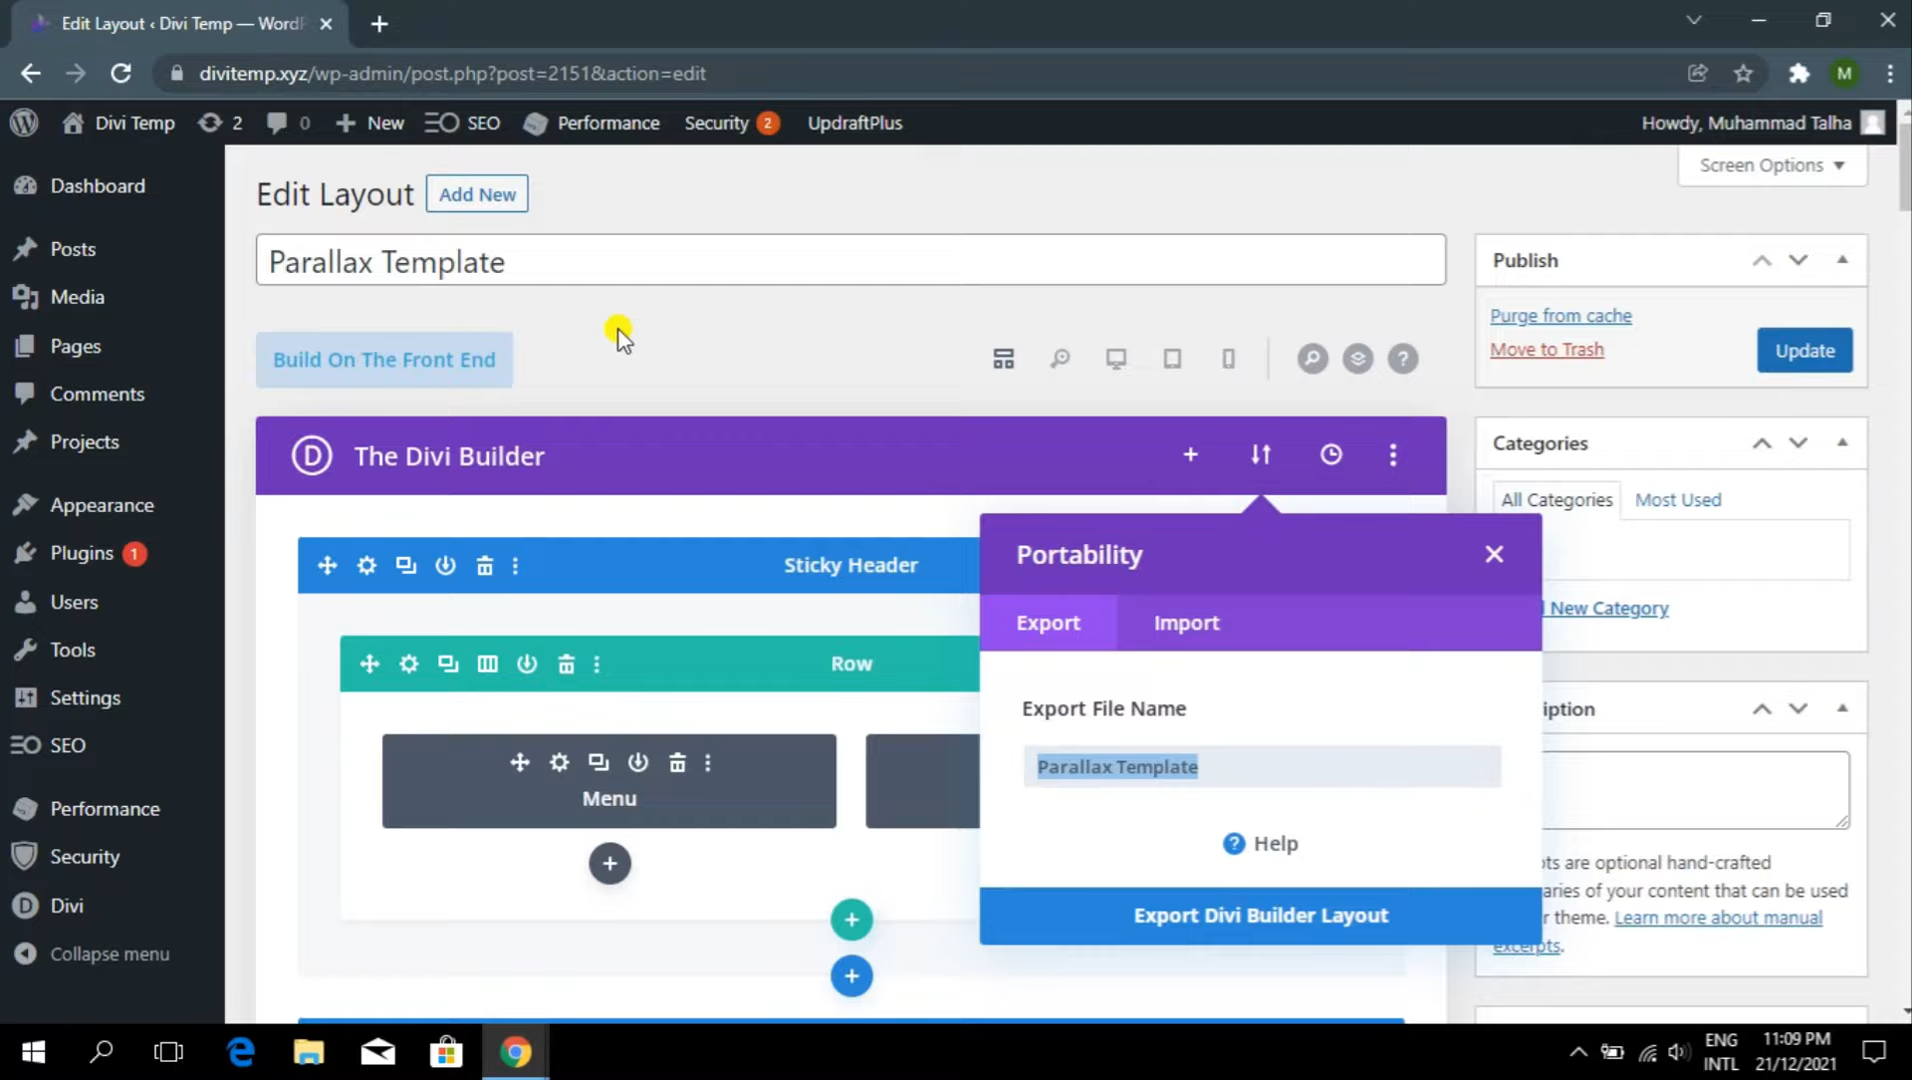 Edit Layout ‹ Divi Temp — WordP
divitemp.xyz/wp-admin/post.php?post=2151&action=edit
M
Divi Temp
2
0
New
SEO
Performance
Security 2
UpdraftPlus
Howdy, Muhammad Talha
Dashboard
Posts
Media
Pages
Comments
Projects
Appearance
Plugins 1
Users
Tools
Settings
SEO
Performance
Security
Divi
Collapse menu
Screen Options
Edit Layout
Add New
Parallax Template
Build On The Front End
The Divi Builder
Sticky Header
Row
Menu
Portability
Export
Import
Export File Name
Parallax Template
Help
Export Divi Builder Layout
Publish
Purge from cache
Move to Trash
Update
Categories
All Categories
Most Used
New Category
iption
ts are optional hand-crafted
aries of your content that can be used
r theme. Learn more about manual
excerpts.
ENG
INTL
11:09 PM
21/12/2021